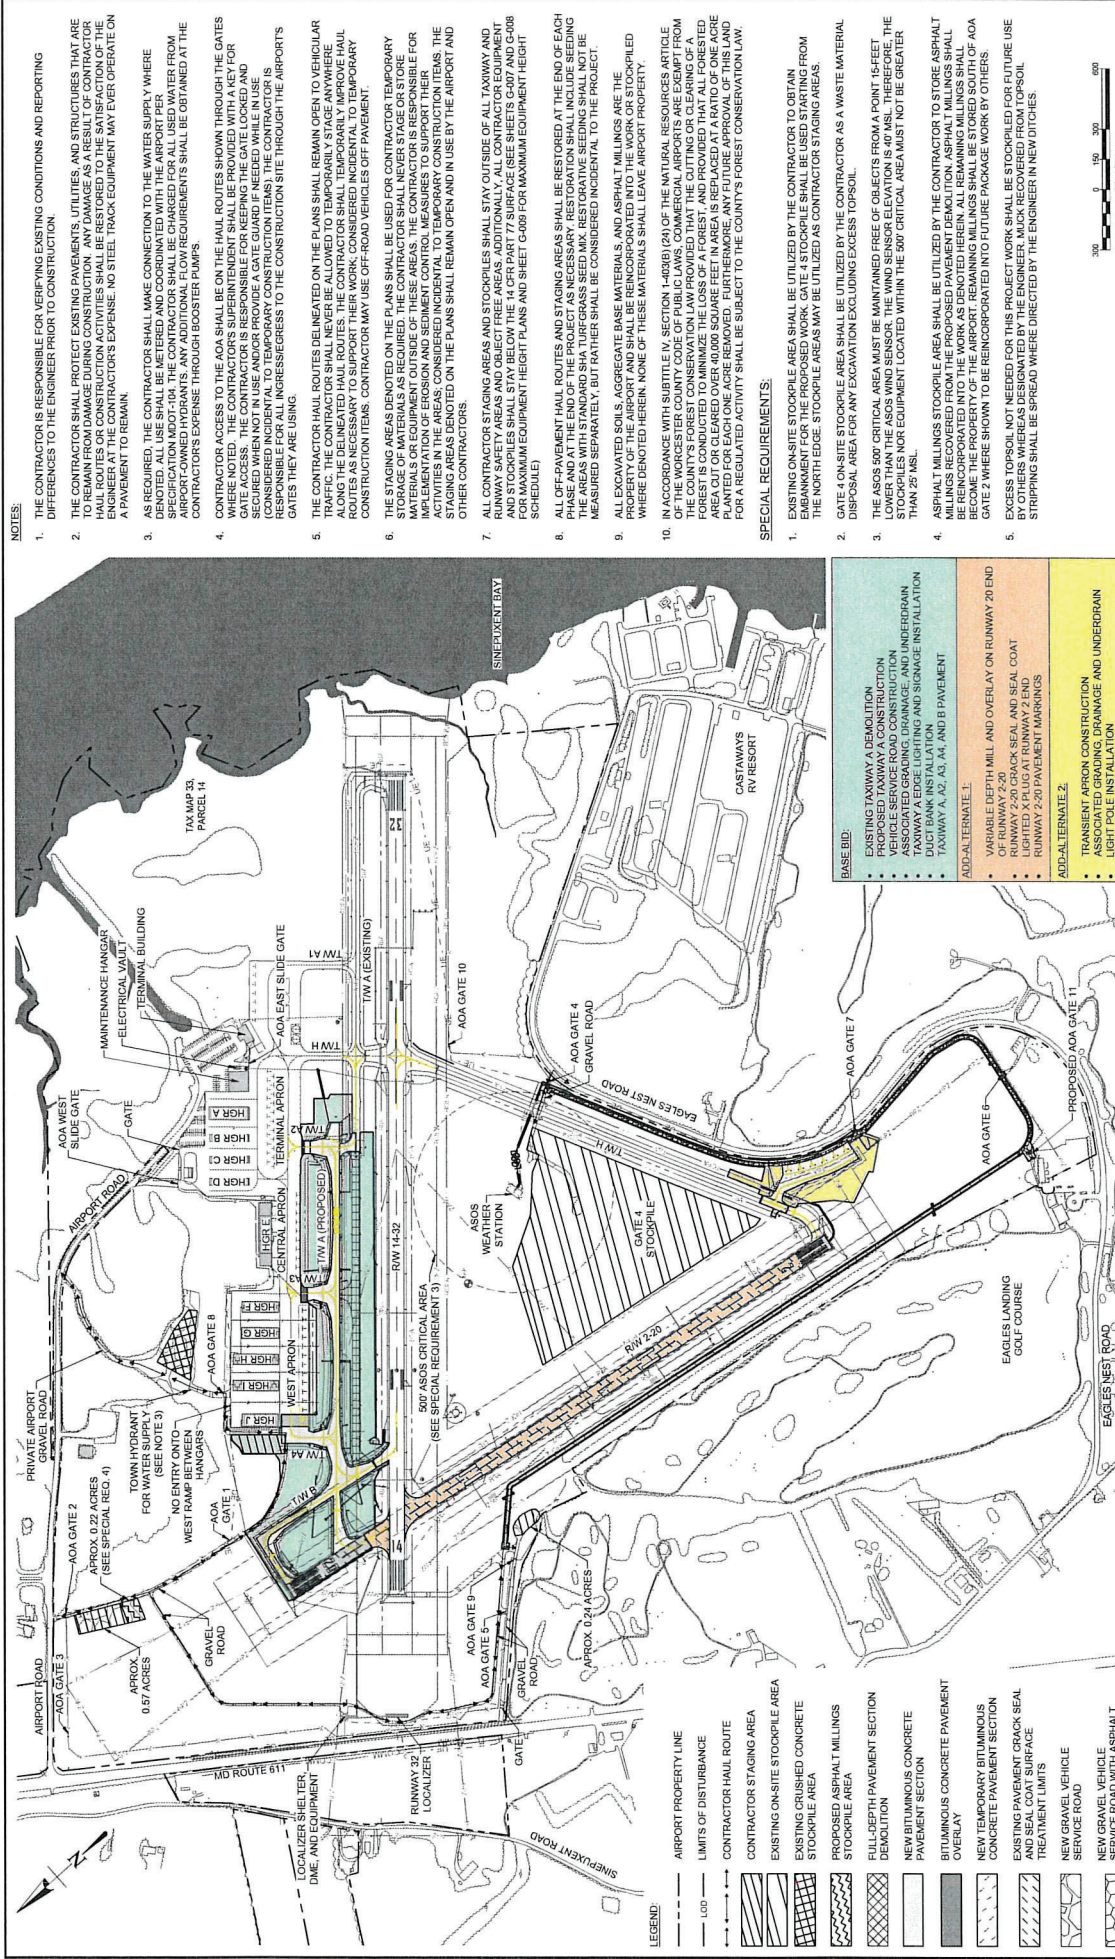 NOTES:
1. THE CONTRACTOR IS RESPONSIBLE FOR VERIFYING EXISTING CONDITIONS AND REPORTING
DIFFERENCES TO THE ENGINEER PRIOR TO CONSTRUCTION.
2. THE CONTRACTOR SHALL PROTECT EXISTING PAVEMENTS, UTILITIES, AND STRUCTURES THAT ARE
TO REMAIN FROM DAMAGE DURING CONSTRUCTION. ANY DAMAGE AS A RESULT OF CONTRACTOR
HAUL ROUTES OR CONSTRUCTION ACTIVITIES SHALL BE RESTORED TO THE SATISFACTION OF THE
ENGINEER AT THE CONTRACTOR'S EXPENSE. NO STEEL TRACK EQUIPMENT MAY EVER OPERATE ON
A PAVEMENT TO REMAIN.
3. AS REQUIRED, THE CONTRACTOR SHALL MAKE CONNECTION TO THE WATER SUPPLY WHERE
DENOTED. ALL USE SHALL BE METERED AND COORDINATED WITH THE AIRPORT PER
SPECIFICATION MDOT-104. THE CONTRACTOR SHALL BE CHARGED FOR ALL USED WATER FROM
AIRPORT-OWNED HYDRANTS. ANY ADDITIONAL FLOW REQUIREMENTS SHALL BE OBTAINED AT THE
CONTRACTOR'S EXPENSE THROUGH BOOSTER PUMPS.
4. CONTRACTOR ACCESS TO THE AOA SHALL BE ON THE HAUL ROUTES SHOWN THROUGH THE GATES
WHERE NOTED. THE CONTRACTOR'S SUPERINTENDENT SHALL BE PROVIDED WITH A KEY FOR
GATE ACCESS. THE CONTRACTOR IS RESPONSIBLE FOR KEEPING THE GATE LOCKED AND
SECURED WHEN NOT IN USE AND/OR PROVIDE A GATE GUARD IF NEEDED WHILE IN USE
(CONSIDERED INCIDENTAL TO TEMPORARY CONSTRUCTION ITEMS). THE CONTRACTOR IS
RESPONSIBLE FOR ALL INGRESS/EGRESS TO THE CONSTRUCTION SITE THROUGH THE AIRPORT'S
GATES THEY ARE USING.
5. THE CONTRACTOR HAUL ROUTES DELINEATED ON THE PLANS SHALL REMAIN OPEN TO VEHICULAR
TRAFFIC. THE CONTRACTOR SHALL NEVER BE ALLOWED TO TEMPORARILY STAGE ANYWHERE
ALONG THE DELINEATED HAUL ROUTES. THE CONTRACTOR SHALL TEMPORARILY IMPROVE HAUL
ROUTES AS NECESSARY TO SUPPORT THEIR WORK; CONSIDERED INCIDENTAL TO TEMPORARY
CONSTRUCTION ITEMS. CONTRACTOR MAY USE OFF-ROAD VEHICLES OFF PAVEMENT.
6. THE STAGING AREAS DENOTED ON THE PLANS SHALL BE USED FOR CONTRACTOR TEMPORARY
STORAGE OF MATERIALS AS REQUIRED. THE CONTRACTOR SHALL NEVER STAGE OR STORE
MATERIALS OR EQUIPMENT OUTSIDE OF THESE AREAS. THE CONTRACTOR IS RESPONSIBLE FOR
IMPLEMENTATION OF EROSION AND SEDIMENT CONTROL MEASURES TO SUPPORT THEIR
ACTIVITIES IN THE AREAS; CONSIDERED INCIDENTAL TO TEMPORARY CONSTRUCTION ITEMS. THE
STAGING AREAS DENOTED ON THE PLANS SHALL REMAIN OPEN AND IN USE BY THE AIRPORT AND
OTHER CONTRACTORS.
7. ALL CONTRACTOR STAGING AREAS AND STOCKPILES SHALL STAY OUTSIDE OF ALL TAXIWAY AND
RUNWAY SAFETY AREAS AND OBJECT FREE AREAS. ADDITIONALLY, ALL CONTRACTOR EQUIPMENT
AND STOCKPILES SHALL STAY BELOW THE 14 CFR PART 77 SURFACE (SEE SHEETS G-007 AND G-008
FOR MAXIMUM EQUIPMENT HEIGHT PLANS AND SHEET G-009 FOR MAXIMUM EQUIPMENT HEIGHT
SCHEDULE)
8. ALL OFF-PAVEMENT HAUL ROUTES AND STAGING AREAS SHALL BE RESTORED AT THE END OF EACH
PHASE AND AT THE END OF THE PROJECT AS NECESSARY. RESTORATION SHALL INCLUDE SEEDING
THE AREAS WITH STANDARD SHA TURFGRASS SEED MIX. RESTORATIVE SEEDING SHALL NOT BE
MEASURED SEPARATELY, BUT RATHER SHALL BE CONSIDERED INCIDENTAL TO THE PROJECT.
9. ALL EXCAVATED SOILS, AGGREGATE BASE MATERIALS, AND ASPHALT MILLINGS ARE THE
PROPERTY OF THE AIRPORT AND SHALL BE REINCORPORATED INTO THE WORK OR STOCKPILED
WHERE DENOTED HEREIN. NONE OF THESE MATERIALS SHALL LEAVE AIRPORT PROPERTY.
10. IN ACCORDANCE WITH SUBTITLE IV, SECTION 1-403(B)(24) OF THE NATURAL RESOURCES ARTICLE
OF THE WORCESTER COUNTY CODE OF PUBLIC LAWS, COMMERCIAL AIRPORTS ARE EXEMPT FROM
THE COUNTY'S FOREST CONSERVATION LAW PROVIDED THAT THE CUTTING OR CLEARING OF A
FOREST IS CONDUCTED TO MINIMIZE THE LOSS OF A FOREST, AND PROVIDED THAT ALL FORESTED
AREA CUT OR CLEARED OVER 40,000 SQUARE FEET IN AREA IS REPLACED AT A RATIO OF ONE ACRE
PLANTED FOR EACH ONE ACRE REMOVED. FURTHERMORE, ANY FUTURE APPROVAL OF THIS LAND
FOR A REGULATED ACTIVITY SHALL BE SUBJECT TO THE COUNTY'S FOREST CONSERVATION LAW.
SPECIAL REQUIREMENTS:
1. EXISTING ON-SITE STOCKPILE AREA SHALL BE UTILIZED BY THE CONTRACTOR TO OBTAIN
EMBANKMENT FOR THE PROPOSED WORK. GATE 4 STOCKPILE SHALL BE USED STARTING FROM
THE NORTH EDGE. STOCKPILE AREAS MAY BE UTILIZED AS CONTRACTOR STAGING AREAS.
2. GATE 4 ON-SITE STOCKPILE AREA SHALL BE UTILIZED BY THE CONTRACTOR AS A WASTE MATERIAL
DISPOSAL AREA FOR ANY EXCAVATION EXCLUDING EXCESS TOPSOIL.
3. THE ASOS 500' CRITICAL AREA MUST BE MAINTAINED FREE OF OBJECTS FROM A POINT 15-FEET
LOWER THAN THE HEIGHT OF THE WIND SENSOR. THE ASOS WIND SENSOR ELEVATION IS 40' MSL. THEREFORE, THE
STOCKPILES NOR EQUIPMENT LOCATED WITHIN THE 500' CRITICAL AREA MUST NOT BE GREATER
THAN 25' MSL.
4. ASPHALT MILLINGS STOCKPILE AREA SHALL BE UTILIZED BY THE CONTRACTOR TO STORE ASPHALT
MILLINGS RECOVERED FROM THE PROPOSED PAVEMENT DEMOLITION. ASPHALT MILLINGS SHALL
BE REINCORPORATED INTO THE WORK AS DENOTED HEREIN. ALL REMAINING MILLINGS SHALL
BECOME PROPERTY OF THE AIRPORT. REMAINING MILLINGS SHALL BE STORED SOUTH OF AOA
GATE 2 WHERE SHOWN TO BE REINCORPORATED INTO FUTURE PACKAGE WORK BY OTHERS.
5. EXCESS TOPSOIL NOT NEEDED FOR THIS PROJECT WORK SHALL BE STOCKPILED FOR FUTURE USE
BY OTHERS WHEREAS DESIGNATED BY THE ENGINEER. MUCK RECOVERED FROM TOPSOIL
STRIPPING SHALL BE SPREAD WHERE DIRECTED BY THE ENGINEER IN NEW DITCHES.
300 0 150 300 600
BASE BID:
• EXISTING TAXIWAY A DEMOLITION
• PROPOSED TAXIWAY A CONSTRUCTION
• VEHICLE SERVICE ROAD CONSTRUCTION
• ASSOCIATED GRADING, DRAINAGE, AND UNDERDRAIN
• TAXIWAY A EDGE LIGHTING AND SIGNAGE INSTALLATION
• DUCT BANK INSTALLATION
• TAXIWAY A, A2, A3, A4, AND B PAVEMENT
ADD-ALTERNATE 1:
• VARIABLE DEPTH MILL AND OVERLAY ON RUNWAY 20 END
OF RUNWAY 2-20
• RUNWAY 2-20 CRACK SEAL AND SEAL COAT
• LIGHTED X PLUG AT RUNWAY 2 END
• RUNWAY 2-20 PAVEMENT MARKINGS
ADD-ALTERNATE 2:
• TRANSIENT APRON CONSTRUCTION
• ASSOCIATED GRADING, DRAINAGE AND UNDERDRAIN
• LIGHT POLE INSTALLATION
SINEPUXENT BAY
TAX MAP 33,
PARCEL 14
CASTAWAYS
RV RESORT
MAINTENANCE HANGAR
ELECTRICAL VAULT
TERMINAL BUILDING
AOA EAST SLIDE GATE
AOA WEST
SLIDE GATE
GATE
HGR A
HGR B
HGR C
HGR D
HGR E
HGR F
HGR G
HGR H
HGR I
HGR J
TERMINAL APRON
CENTRAL APRON
WEST APRON
T/W A1
T/W A2
T/W A3
T/W A4
T/W B
T/W H
T/W H
T/W A (EXISTING)
T/W A (PROPOSED)
R/W 14-32
32
14
R/W 2-20
AOA GATE 10
500' ASOS CRITICAL AREA
(SEE SPECIAL REQUIREMENT 3)
ASOS
WEATHER
STATION
GATE 4
STOCKPILE
AOA GATE 4
GRAVEL ROAD
EAGLES NEST ROAD
AOA GATE 7
AOA GATE 6
PROPOSED AOA GATE 11
EAGLES LANDING
GOLF COURSE
EAGLES NEST ROAD
AIRPORT ROAD
PRIVATE AIRPORT
GRAVEL ROAD
AOA GATE 8
TOWN HYDRANT
FOR WATER SUPPLY
(SEE NOTE 3)
NO ENTRY ONTO
WEST RAMP BETWEEN
HANGARS
AOA
GATE 1
AOA GATE 2
APROX. 0.22 ACRES
(SEE SPECIAL REQ. 4)
AIRPORT ROAD
AOA GATE 3
APROX.
0.57 ACRES
GRAVEL
ROAD
MD ROUTE 611
LOCALIZER SHELTER,
DME, AND EQUIPMENT
RUNWAY 32
LOCALIZER
SINEPUXENT ROAD
AOA GATE 9
AOA GATE 5
GRAVEL
ROAD
GATE
APROX. 0.24 ACRES
N
LEGEND:
AIRPORT PROPERTY LINE
LOD
LIMITS OF DISTURBANCE
CONTRACTOR HAUL ROUTE
CONTRACTOR STAGING AREA
EXISTING ON-SITE STOCKPILE AREA
EXISTING CRUSHED CONCRETE
STOCKPILE AREA
PROPOSED ASPHALT MILLINGS
STOCKPILE AREA
FULL-DEPTH PAVEMENT SECTION
DEMOLITION
NEW BITUMINOUS CONCRETE
PAVEMENT SECTION
BITUMINOUS CONCRETE PAVEMENT
OVERLAY
NEW TEMPORARY BITUMINOUS
CONCRETE PAVEMENT SECTION
EXISTING PAVEMENT CRACK SEAL
AND SEAL COAT SURFACE
TREATMENT LIMITS
NEW GRAVEL VEHICLE
SERVICE ROAD
NEW GRAVEL VEHICLE
SERVICE ROAD WITH ASPHALT